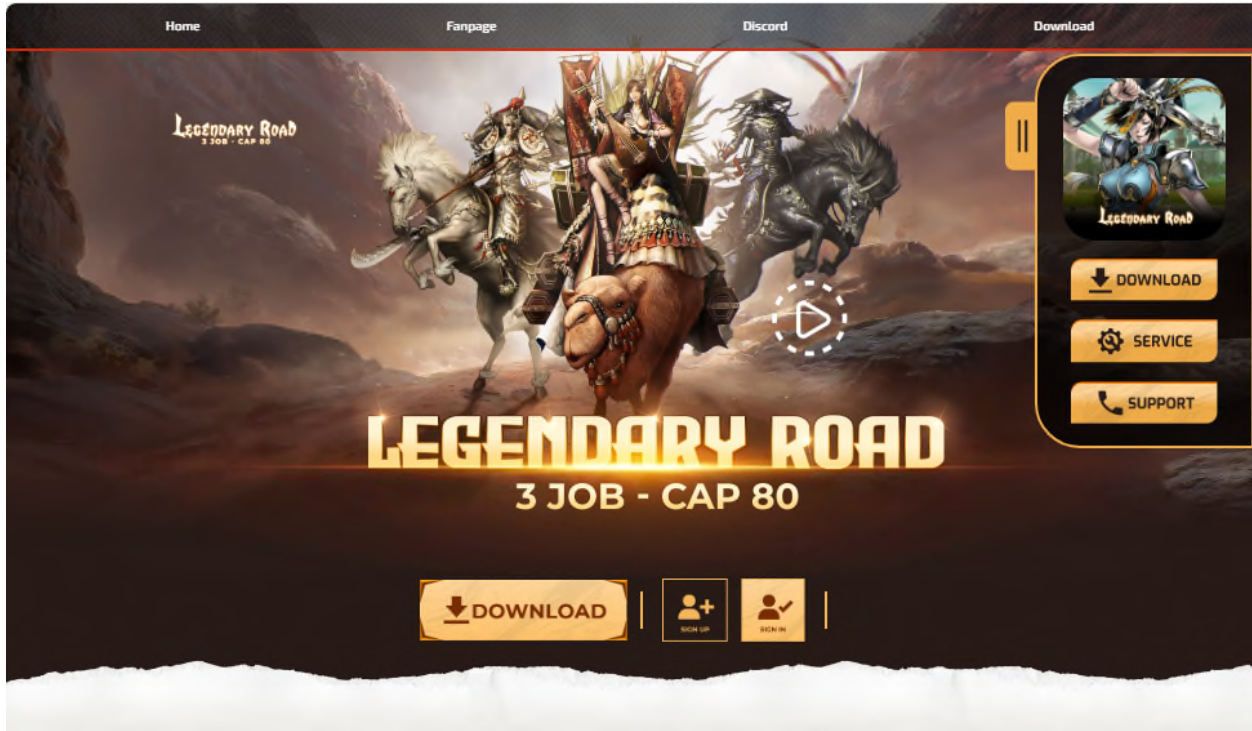 Home
Fanpage
Discord
Download
LEGENDARY ROAD
3 JOB - CAP 80
LEGENDARY ROAD
DOWNLOAD
SERVICE
SUPPORT
LEGENDARY ROAD
3 JOB - CAP 80
DOWNLOAD
SIGN UP
SIGN IN